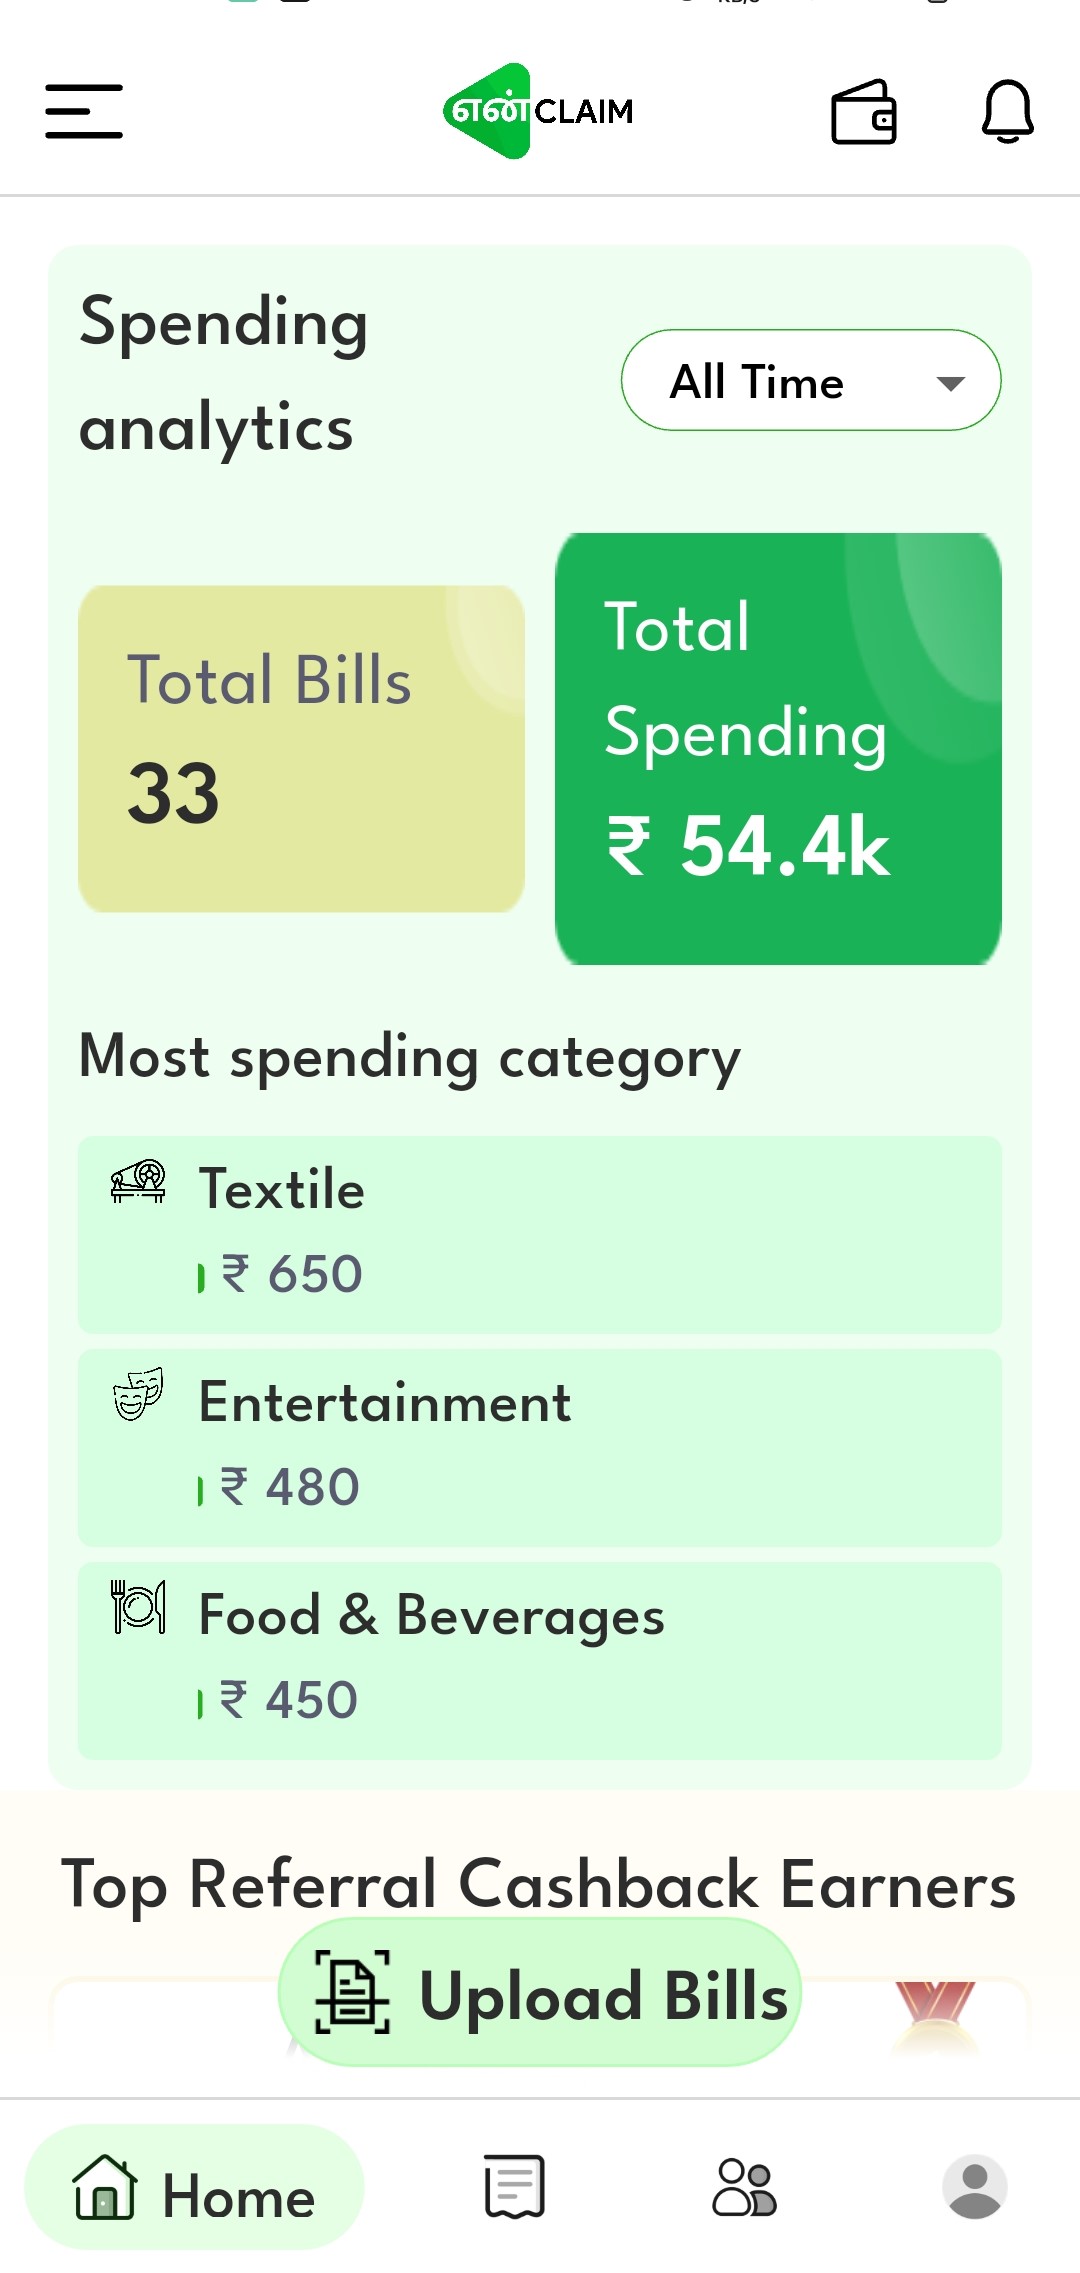 என் CLAIM
Spending
analytics
All Time
Total Bills
33
Total
Spending
₹ 54.4k
Most spending category
Textile
₹ 650
Entertainment
₹ 480
Food & Beverages
₹ 450
Top Referral Cashback Earners
Upload Bills
Home